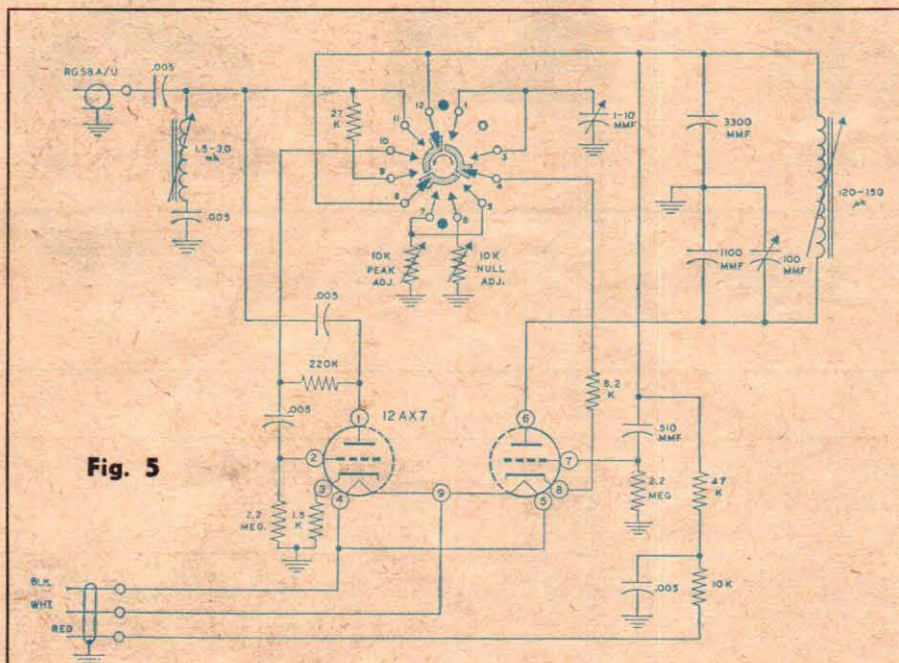 RG58A/U
.005
1.5-30
mh
.005
27
K
12
1
11
10
9
8
7
6
5
4
3
1-10
MMF
3300
MMF
1100
MMF
100
MMF
120-150
μh
10K
PEAK
ADJ.
10K
NULL
ADJ.
.005
220K
.005
12AX7
1
2
3
4
9
6
7
8
5
8.2
K
.510
MMF
2.2
MEG
47
K
.005
10K
2.2
MEG.
1.5
K
Fig. 5
BLK.
WHT.
RED